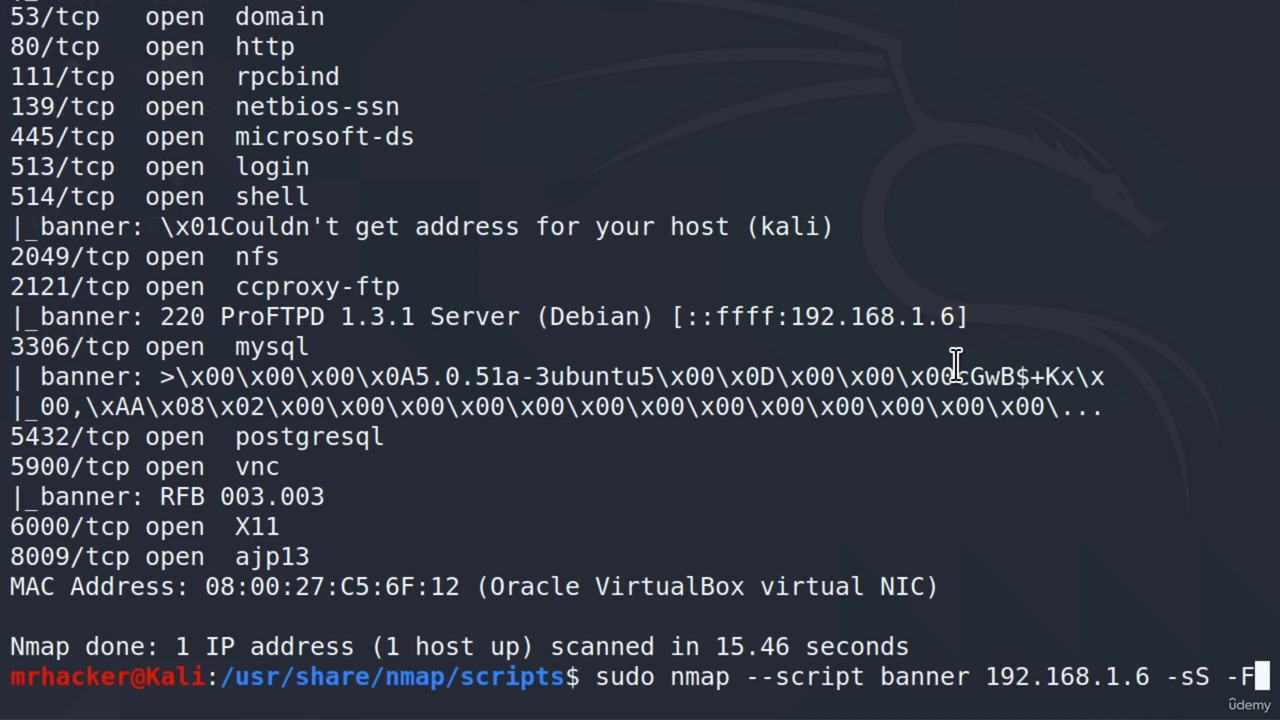 53/tcp   open  domain
80/tcp   open  http
111/tcp  open  rpcbind
139/tcp  open  netbios-ssn
445/tcp  open  microsoft-ds
513/tcp  open  login
514/tcp  open  shell
|_banner: \x01Couldn't get address for your host (kali)
2049/tcp open  nfs
2121/tcp open  ccproxy-ftp
|_banner: 220 ProFTPD 1.3.1 Server (Debian) [::ffff:192.168.1.6]
3306/tcp open  mysql
| banner: >\x00\x00\x00\x0A5.0.51a-3ubuntu5\x00\x0D\x00\x00\x00cGwB$+Kx\x
|_00,\xAA\x08\x02\x00\x00\x00\x00\x00\x00\x00\x00\x00\x00\x00\...
5432/tcp open  postgresql
5900/tcp open  vnc
|_banner: RFB 003.003
6000/tcp open  X11
8009/tcp open  ajp13
MAC Address: 08:00:27:C5:6F:12 (Oracle VirtualBox virtual NIC)
Nmap done: 1 IP address (1 host up) scanned in 15.46 seconds
mrhacker@Kali:/usr/share/nmap/scripts$ sudo nmap --script banner 192.168.1.6 -sS -F
ûdemy